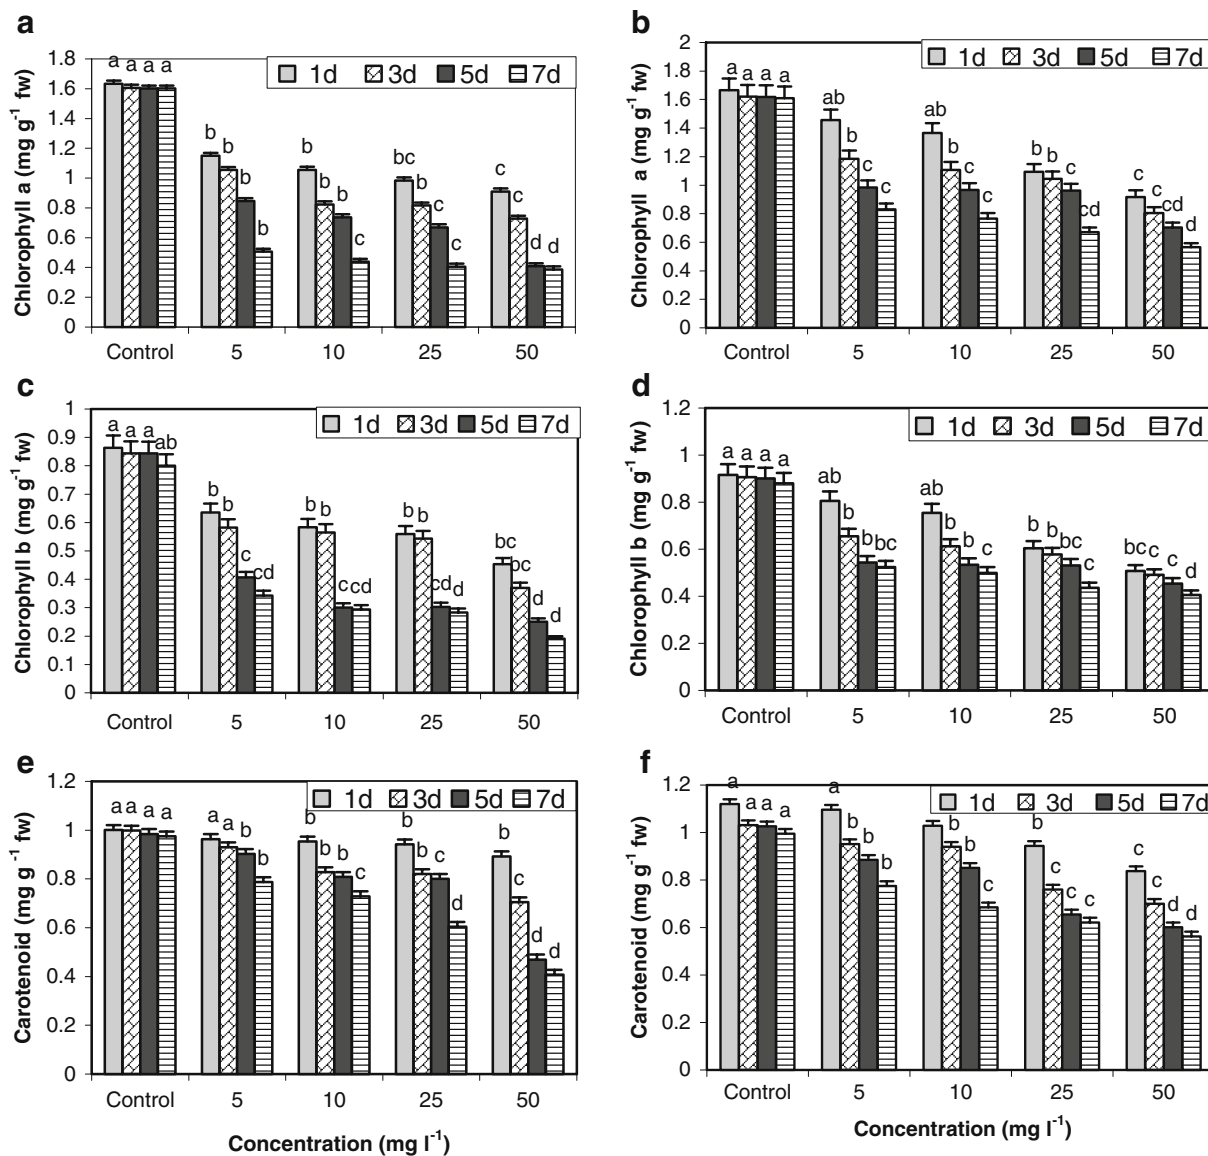 a
Chlorophyll a (mg g-1 fw)
1.8
1.6
1.4
1.2
1
0.8
0.6
0.4
0.2
0
1d 3d 5d 7d
a a a a
b b a b
b b b c
bc b c c
c c d d
Control 5 10 25 50
b
Chlorophyll a (mg g-1 fw)
2
1.8
1.6
1.4
1.2
1
0.8
0.6
0.4
0.2
0
1d 3d 5d 7d
a a a a
ab b c c
ab b c c
b b c cd
c c cd d
Control 5 10 25 50
c
Chlorophyll b (mg g-1 fw)
1
0.9
0.8
0.7
0.6
0.5
0.4
0.3
0.2
0.1
0
1d 3d 5d 7d
a a a ab
b b c cd
b b c cd
b b cd d
bc bc d d
Control 5 10 25 50
d
Chlorophyll b (mg g-1 fw)
1.2
1
0.8
0.6
0.4
0.2
0
1d 3d 5d 7d
a a a a
ab b b bc
ab b b c
b b bc d
bc c c d
Control 5 10 25 50
e
Carotenoid (mg g-1 fw)
1.2
1
0.8
0.6
0.4
0.2
0
1d 3d 5d 7d
a a a a
a a b b
b b b c
b b c d
b c d d
Control 5 10 25 50
Concentration (mg l-1)
f
Carotenoid (mg g-1 fw)
1.2
1
0.8
0.6
0.4
0.2
0
1d 3d 5d 7d
a a a a
a b b b
b b b c
b c c c
c c d d
Control 5 10 25 50
Concentration (mg l-1)